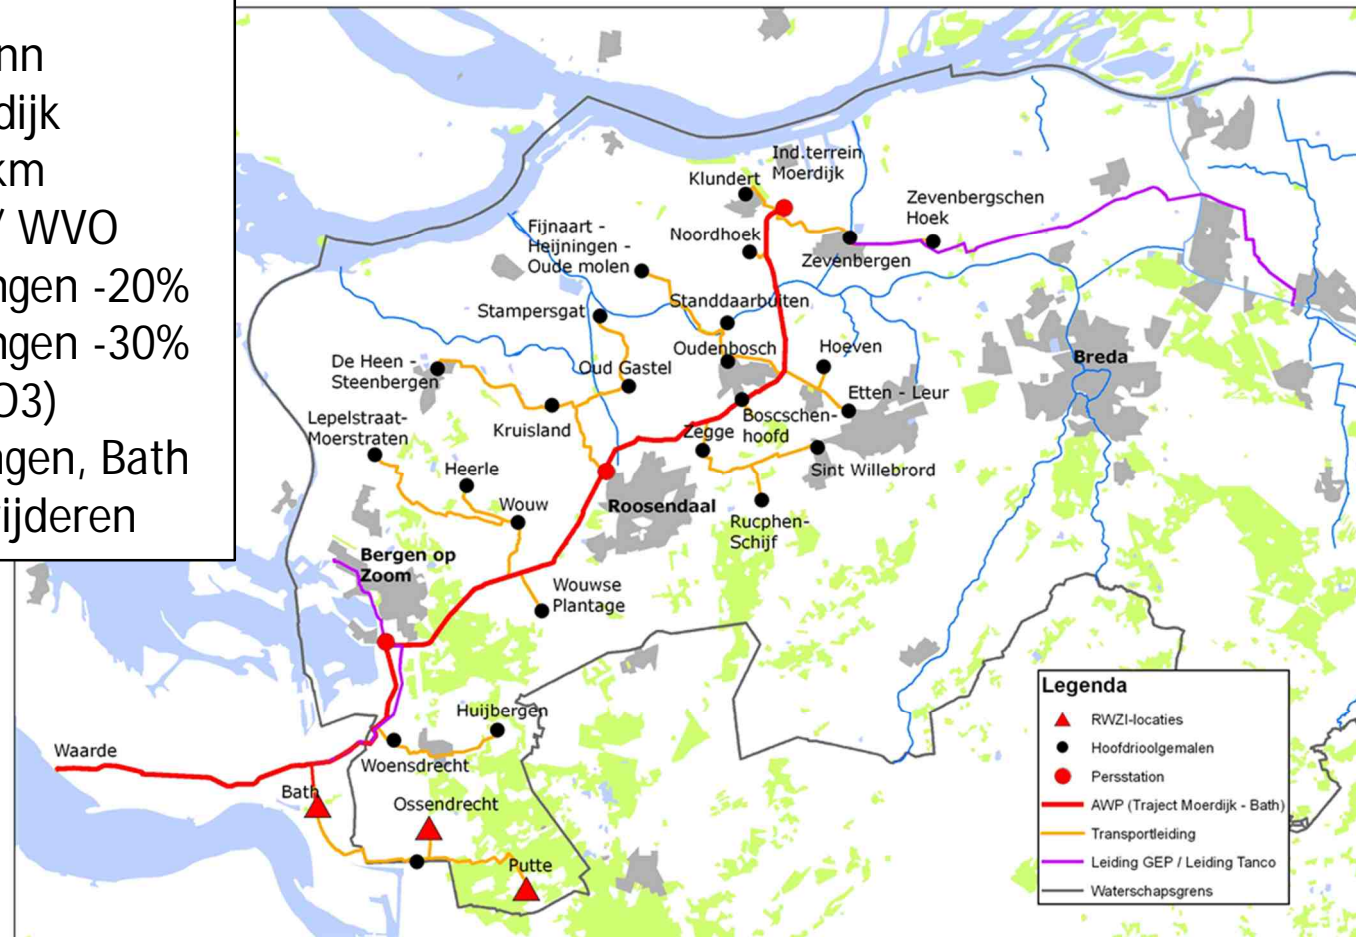 nn
dijk
km
/ WVO
ngen -20%
ngen -30%
O3)
ngen, Bath
ijderen
Ind.terrein
Moerdijk
Klundert
Zevenbergschen
Hoek
Fijnaart -
Heijningen -
Oude molen
Noordhoek
Zevenbergen
Standdaarbuiten
Stampersgat
Oudenbosch
Hoeven
De Heen -
Steenbergen
Oud Gastel
Breda
Etten - Leur
Lepelstraat-
Moerstraten
Kruisland
Zegge
Boscschen-
hoofd
Heerle
Sint Willebrord
Wouw
Roosendaal
Rucphen-
Schijf
Bergen op
Zoom
Wouwse
Plantage
Huijbergen
Waarde
Woensdrecht
Bath
Ossendrecht
Putte
Legenda
RWZI-locaties
Hoofdrioolgemalen
Persstation
AWP (Traject Moerdijk - Bath)
Transportleiding
Leiding GEP / Leiding Tanco
Waterschapsgrens